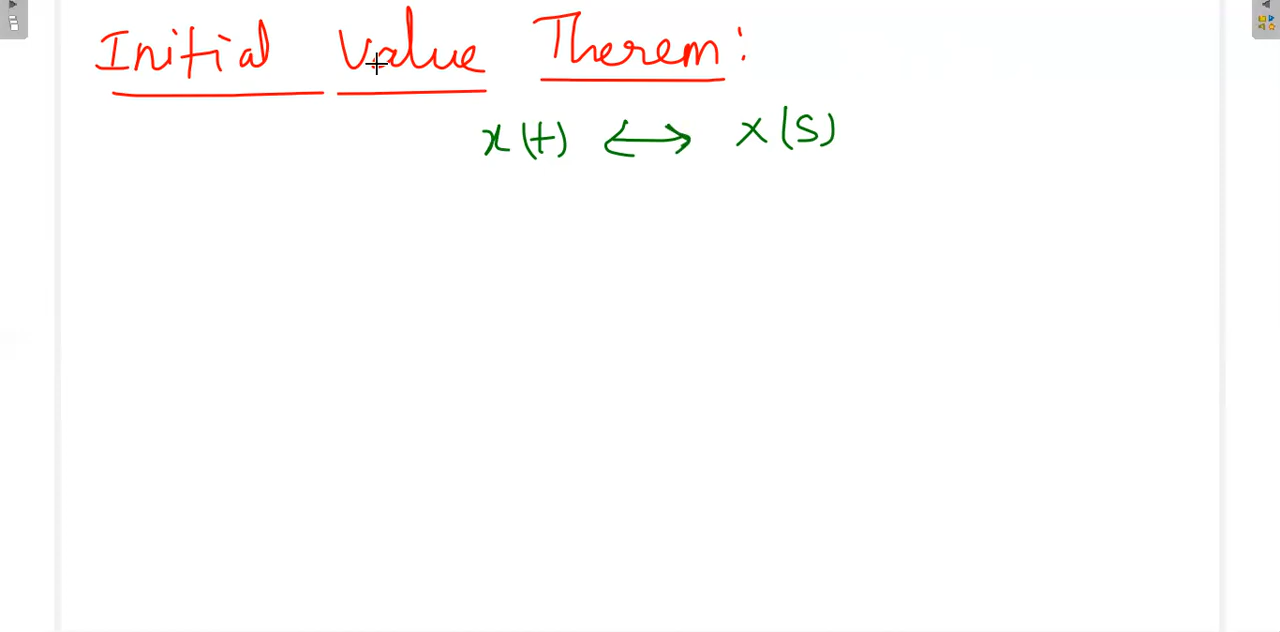 Initial Value Therem:
x(t) ↔ X(S)